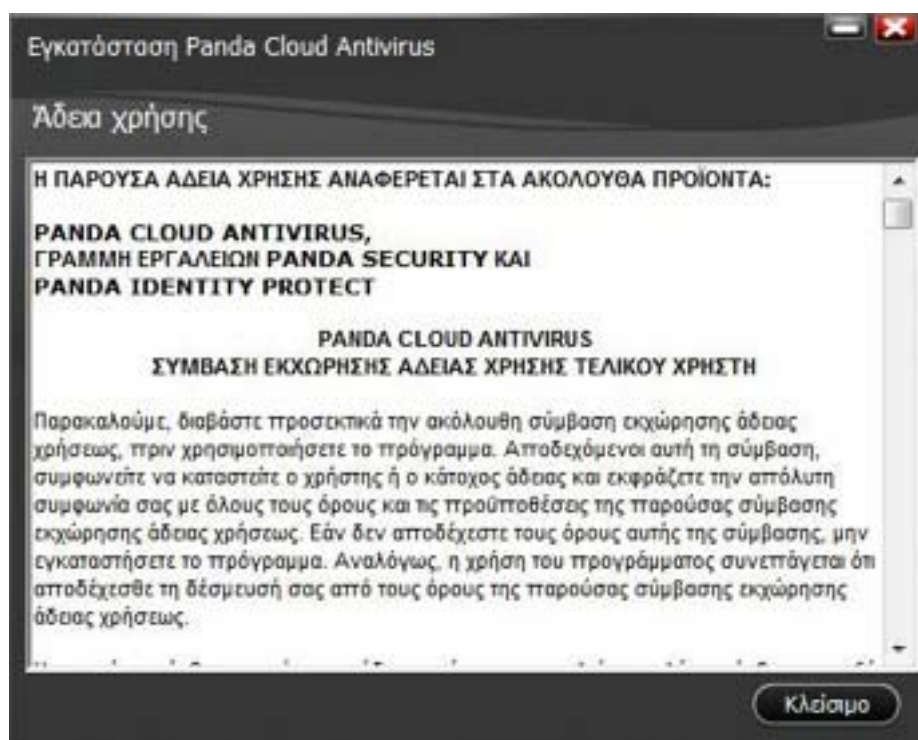 Εγκατάσταση Panda Cloud Antivirus
Άδεια χρήσης
Η ΠΑΡΟΥΣΑ ΑΔΕΙΑ ΧΡΗΣΗΣ ΑΝΑΦΕΡΕΤΑΙ ΣΤΑ ΑΚΟΛΟΥΘΑ ΠΡΟΪΟΝΤΑ:
PANDA CLOUD ANTIVIRUS,
ΓΡΑΜΜΗ ΕΡΓΑΛΕΙΩΝ PANDA SECURITY ΚΑΙ
PANDA IDENTITY PROTECT
PANDA CLOUD ANTIVIRUS
ΣΥΜΒΑΣΗ ΕΚΧΩΡΗΣΗΣ ΑΔΕΙΑΣ ΧΡΗΣΗΣ ΤΕΛΙΚΟΥ ΧΡΗΣΤΗ
Παρακαλούμε, διαβάστε προσεκτικά την ακόλουθη σύμβαση εκχώρησης άδειας
χρήσεως, πριν χρησιμοποιήσετε το πρόγραμμα. Αποδεχόμενοι αυτή τη σύμβαση,
συμφωνείτε να καταστείτε ο χρήστης ή ο κάτοχος άδειας και εκφράζετε την απόλυτη
συμφωνία σας με όλους τους όρους και τις προϋποθέσεις της παρούσας σύμβασης
εκχώρησης άδειας χρήσεως. Εάν δεν αποδέχεστε τους όρους αυτής της σύμβασης, μην
εγκαταστήσετε το πρόγραμμα. Αναλόγως, η χρήση του προγράμματος συνεπάγεται ότι
αποδέχεσθε τη δέσμευσή σας από τους όρους της παρούσας σύμβασης εκχώρησης
άδειας χρήσεως.
Κλείσιμο